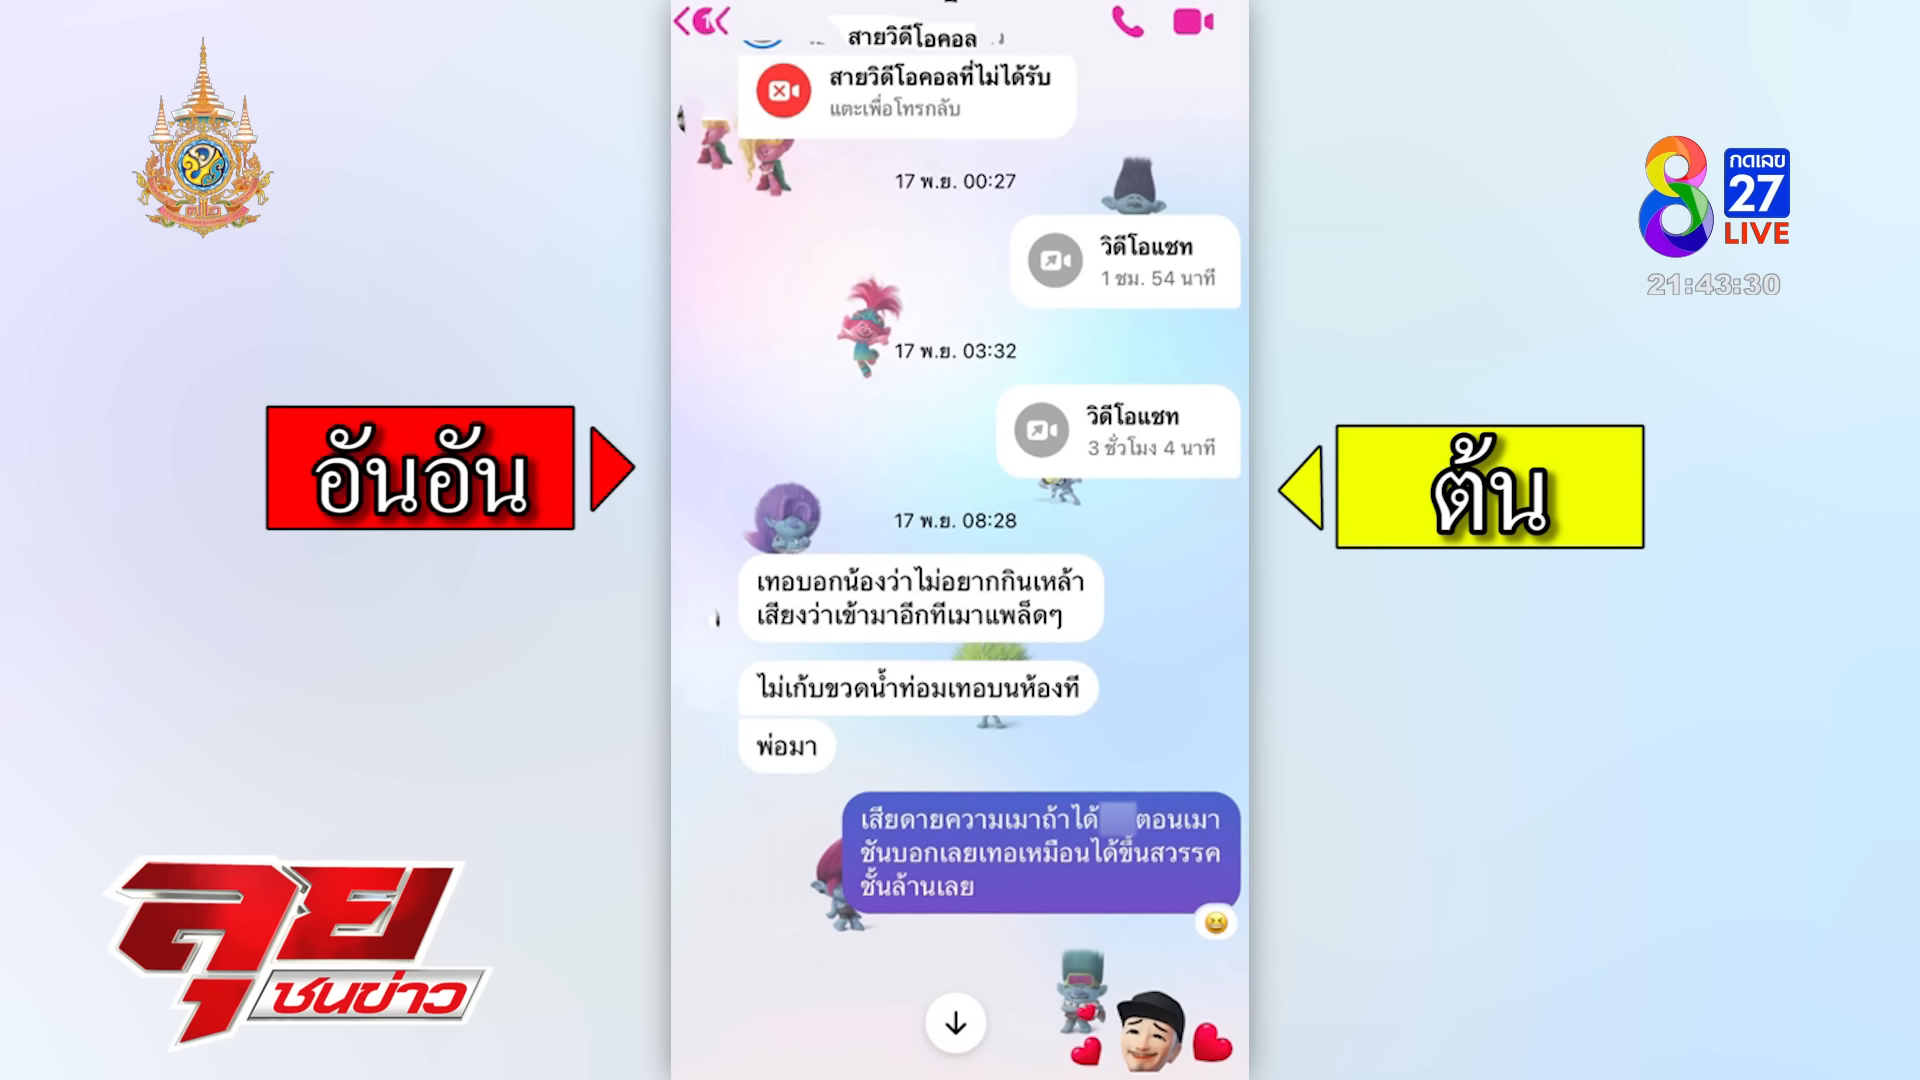 สายวิดีโอคอล
สายวิดีโอคอลที่ไม่ได้รับ
แตะเพื่อโทรกลับ
17 พ.ย. 00:27
วิดีโอแชท
1 ชม. 54 นาที
17 พ.ย. 03:32
วิดีโอแชท
3 ชั่วโมง 4 นาที
17 พ.ย. 08:28
เทอบอกน้องว่าไม่อยากกินเหล้า
เสียงว่าเข้ามาอีกทีเมาแพล็ดๆ
ไม่เก้บขวดน้ำท่อมเทอบนห้องที
พ่อมา
เสียดายความเมาถ้าได้ ตอนเมา
ชันบอกเลยเทอเหมือนได้ขึ้นสวรรค
ชั้นล้านเลย
อันอัน
ต้น
8
กดเลข
27
LIVE
21:43:30
ลุย
ชนข่าว